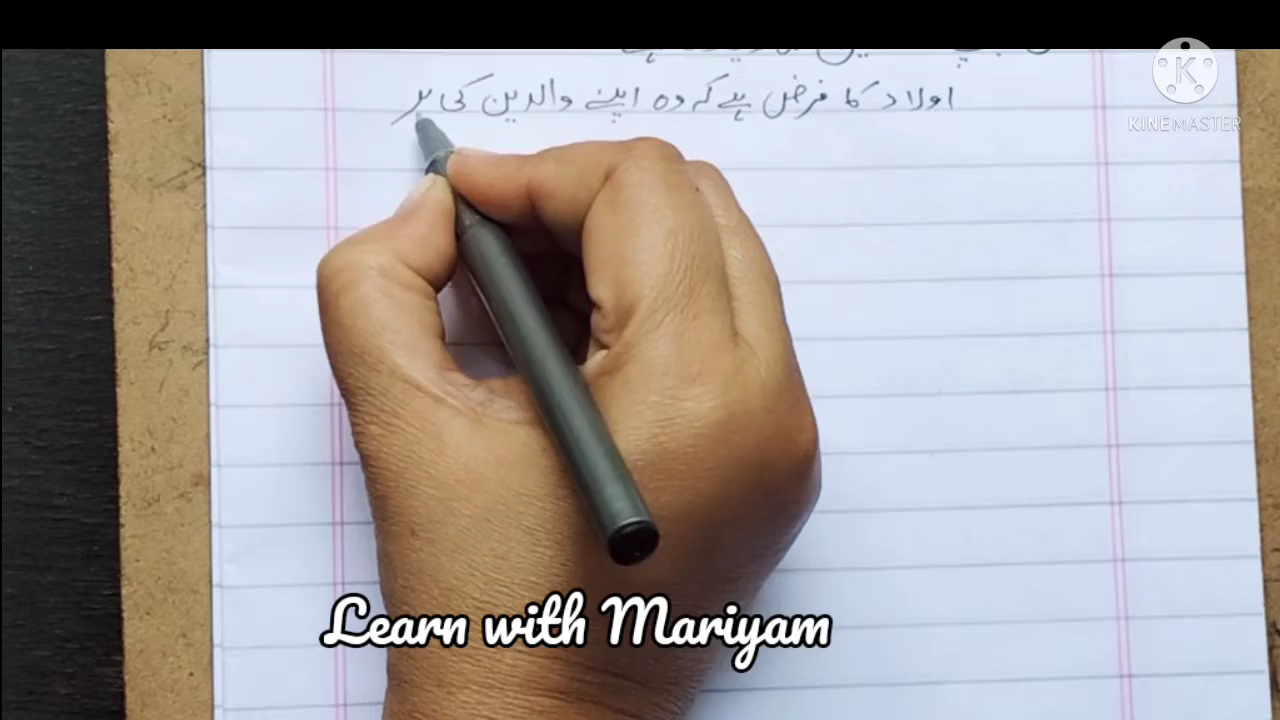 اولاد کا فرض ہے کہ وہ اپنے والدین کی ہر
KINEMASTER
Learn with Mariyam